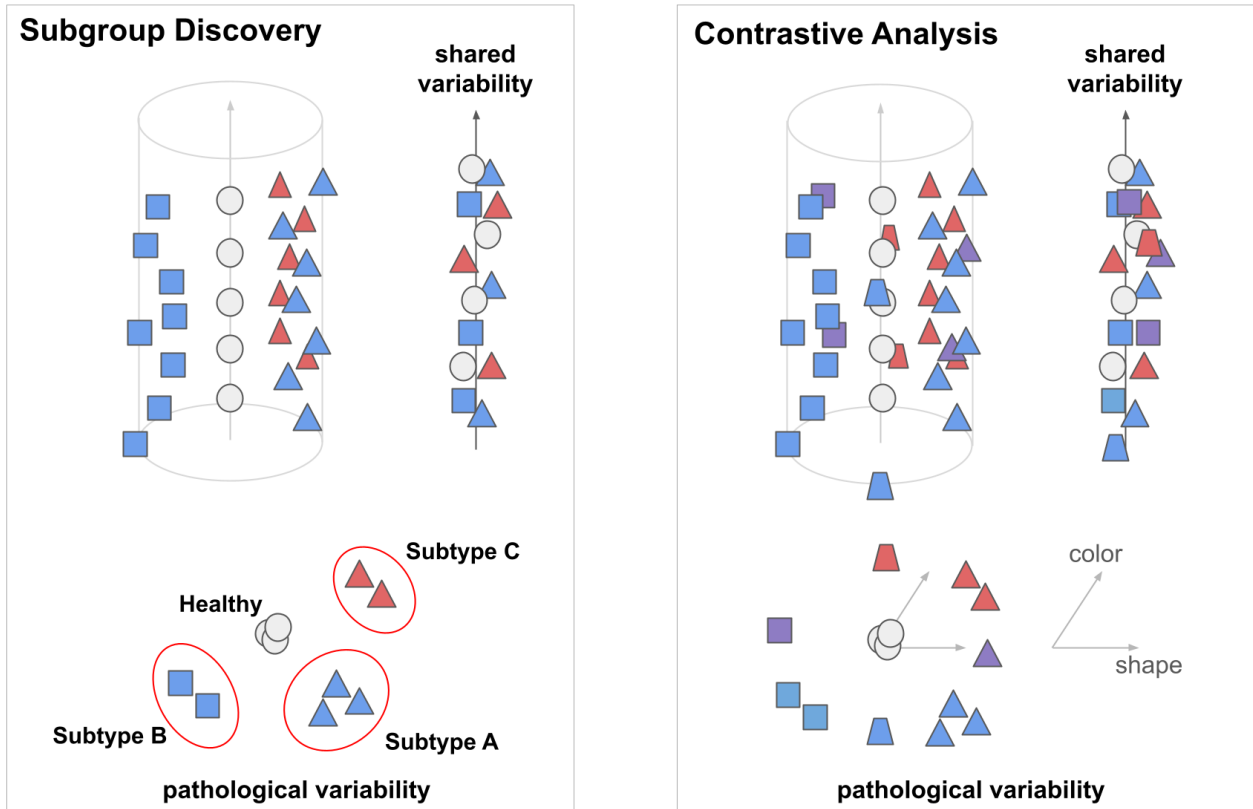 Subgroup Discovery
shared
variability
Subtype C
Healthy
Subtype B
Subtype A
pathological variability
Contrastive Analysis
shared
variability
color
shape
pathological variability